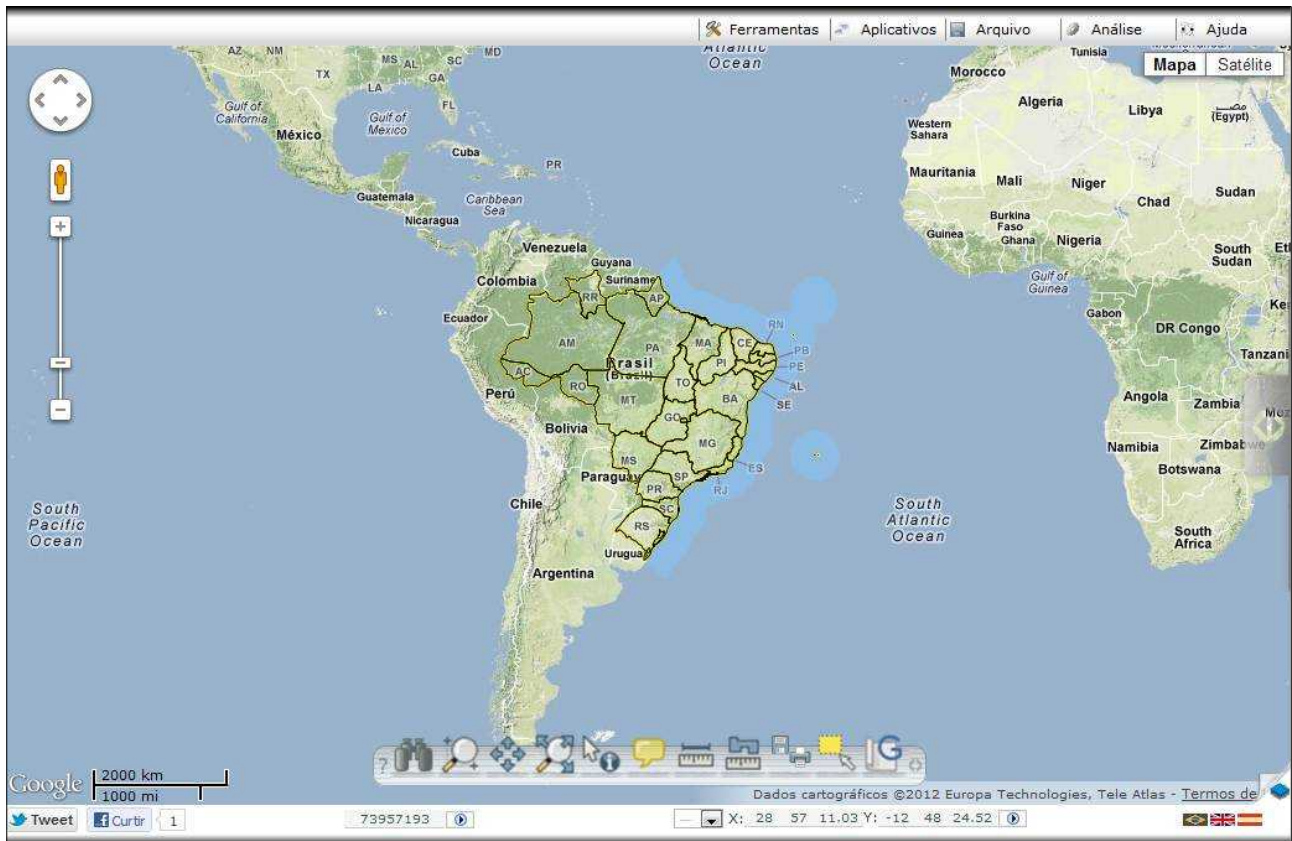 Ferramentas Aplicativos Arquivo Análise Ajuda
Mapa Satélite
AZ NM TX MS AL SC MD
LA GA
FL
Atlantic Ocean
Gulf of California
México
Gulf of Mexico
Cuba
PR
Guatemala
Caribbean Sea
Nicaragua
Morocco
Tunisia
Algeria
Libya
(Egypt)
Western Sahara
Mauritania
Mali
Niger
Chad
Sudan
Burkina Faso
Guinea
Ghana
Nigeria
South Sudan
Gulf of Guinea
Gabon
DR Congo
Angola
Zambia
Namibia
Botswana
South Africa
Venezuela
Guyana
Suriname
Colombia
Ecuador
Perú
Brasil
(Brazil)
Bolivia
Paraguay
Chile
Argentina
RR
AP
AM
PA
MA
CE
RN
PB
PE
AL
SE
PI
AC
RO
TO
MT
BA
GO
MG
ES
MS
SP
RJ
PR
SC
RS
South Pacific Ocean
South Atlantic Ocean
?
G
Google
2000 km
1000 mi
Dados cartográficos ©2012 Europa Technologies, Tele Atlas - Termos de
Tweet
Curtir 1
73957193
X: 28 57 11.03 Y: -12 48 24.52